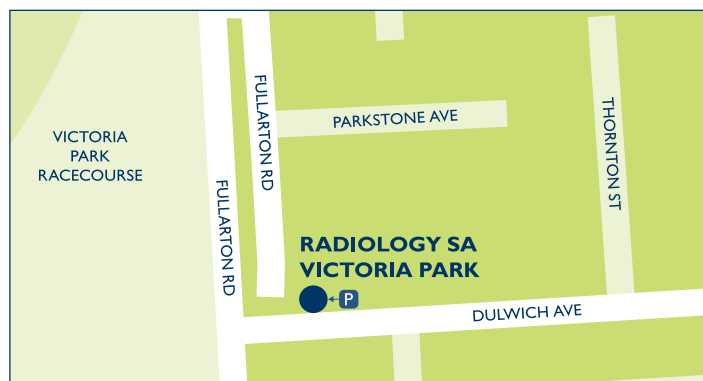 VICTORIA
PARK
RACECOURSE
FULLARTON RD
FULLARTON RD
PARKSTONE AVE
THORNTON ST
RADIOLOGY SA
VICTORIA PARK
P
DULWICH AVE